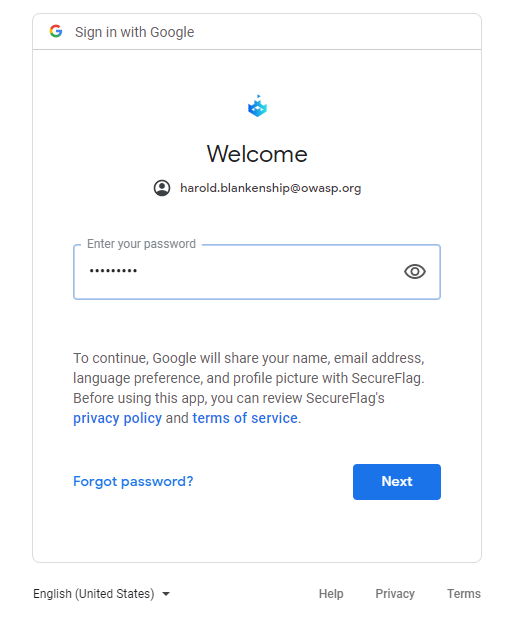 Sign in with Google
Welcome
harold.blankenship@owasp.org
Enter your password
•••••••••
To continue, Google will share your name, email address,
language preference, and profile picture with SecureFlag.
Before using this app, you can review SecureFlag's
privacy policy and terms of service.
Forgot password?
Next
English (United States)
Help
Privacy
Terms